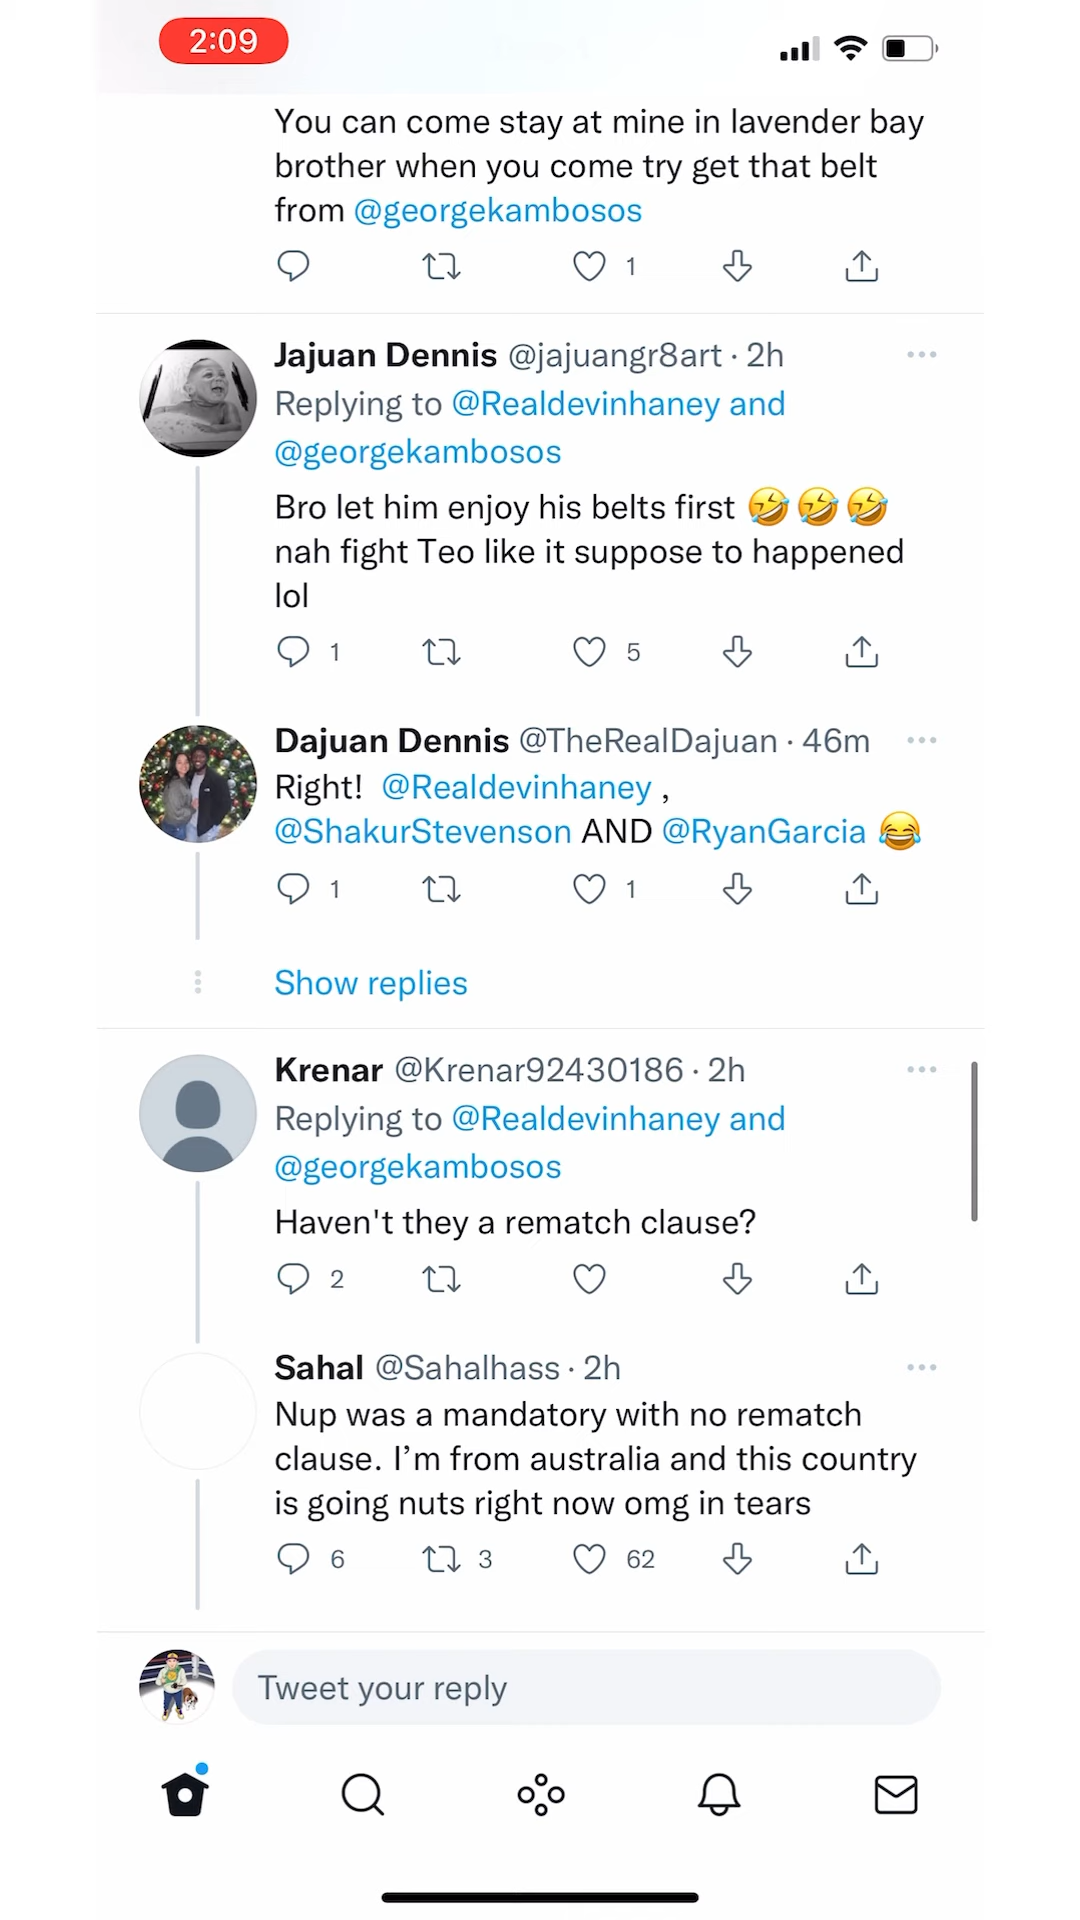 2:09
You can come stay at mine in lavender bay
brother when you come try get that belt
from @georgekambosos
1
Jajuan Dennis @jajuangr8art · 2h
Replying to @Realdevinhaney and
@georgekambosos
Bro let him enjoy his belts first 🤣🤣🤣
nah fight Teo like it suppose to happened
lol
1 5
Dajuan Dennis @TheRealDajuan · 46m
Right! @Realdevinhaney ,
@ShakurStevenson AND @RyanGarcia 😂
1 1
Show replies
Krenar @Krenar92430186 · 2h
Replying to @Realdevinhaney and
@georgekambosos
Haven't they a rematch clause?
2
Sahal @Sahalhass · 2h
Nup was a mandatory with no rematch
clause. I’m from australia and this country
is going nuts right now omg in tears
6 3 62
Tweet your reply